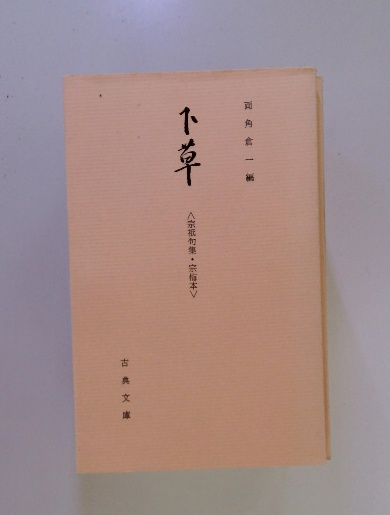 両角倉一編
下草
〈宗祇句集・宗梅本〉
古典文庫